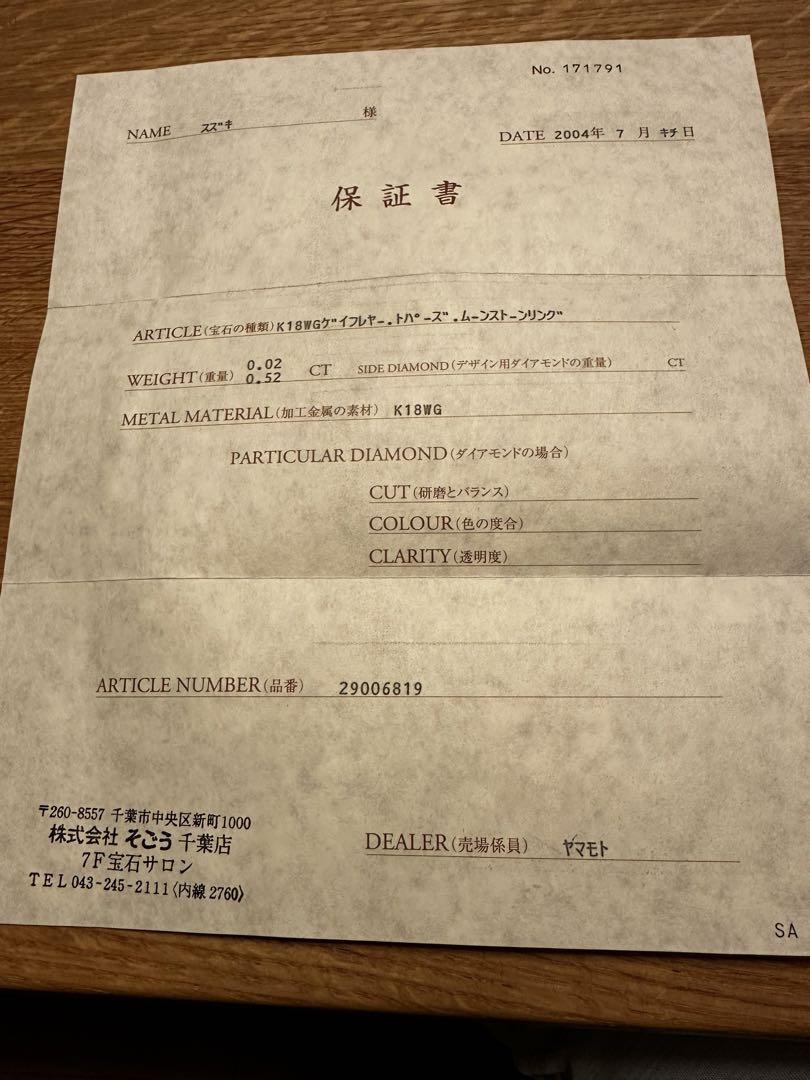 No. 171791
NAME スズキ 様
DATE 2004年 7 月 キチ 日
保証書
ARTICLE(宝石の種類) K18WGゲイフレヤー.トパーズ.ムーンストーンリング
WEIGHT(重量) 0.02 0.52 CT SIDE DIAMOND(デザイン用ダイアモンドの重量) CT
METAL MATERIAL(加工金属の素材) K18WG
PARTICULAR DIAMOND(ダイアモンドの場合)
CUT(研磨とバランス)
COLOUR(色の度合)
CLARITY(透明度)
ARTICLE NUMBER(品番) 29006819
〒260-8557 千葉市中央区新町1000
株式会社 そごう 千葉店
7F宝石サロン
TEL 043-245-2111〈内線2760〉
DEALER(売場係員) ヤマモト
SA